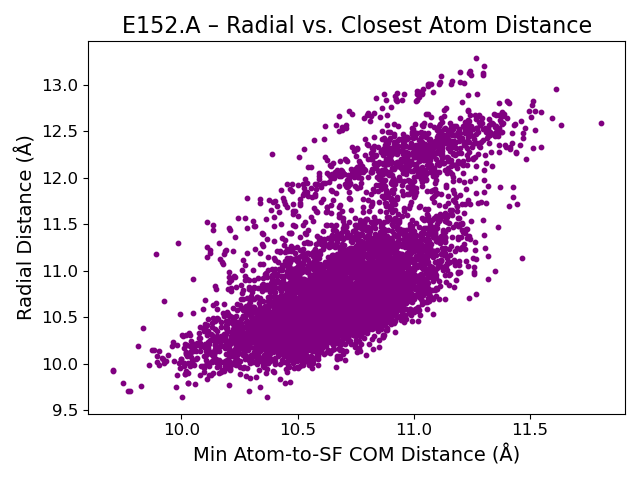 E152.A – Radial vs. Closest Atom Distance
Radial Distance (Å)
13.0
12.5
12.0
11.5
11.0
10.5
10.0
9.5
10.0 10.5 11.0 11.5
Min Atom-to-SF COM Distance (Å)